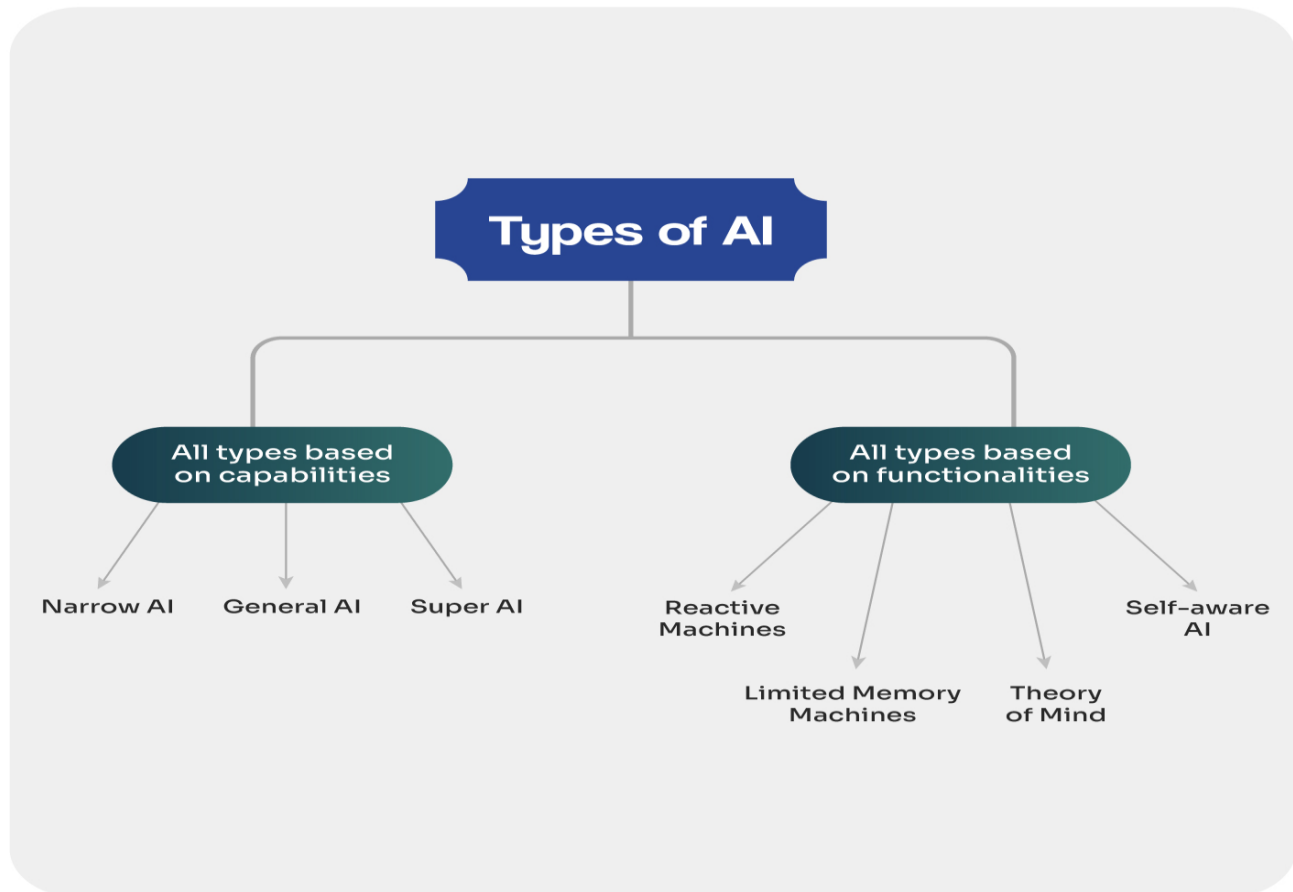 Types of AI
All types based
on capabilities
All types based
on functionalities
Narrow AI
General AI
Super AI
Reactive
Machines
Limited Memory
Machines
Theory
of Mind
Self-aware
AI